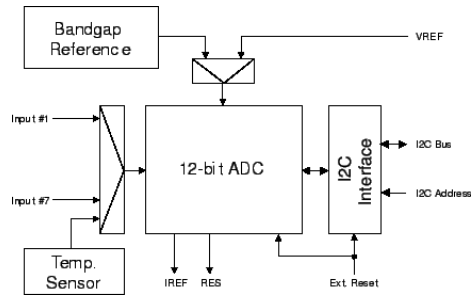 Bandgap
Reference
VREF
Input #1
12-bit ADC
I2C
Interface
I2C Bus
Input #7
I2C Address
Temp.
Sensor
IREF
RES
Ext. Reset